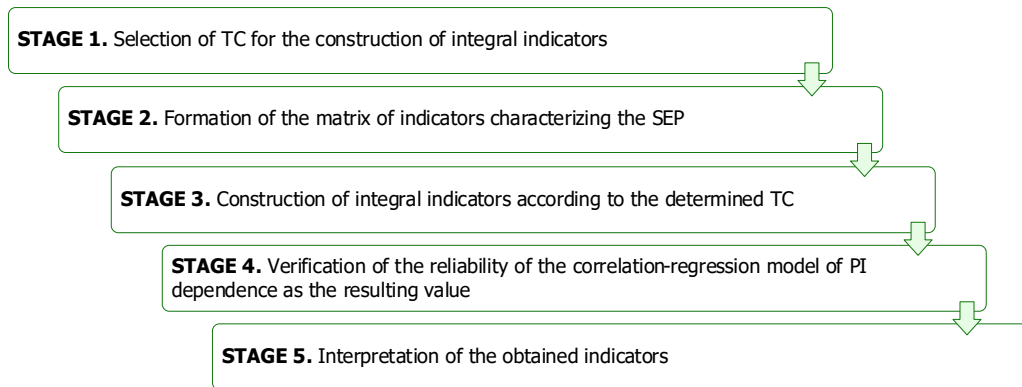 STAGE 1. Selection of TC for the construction of integral indicators
STAGE 2. Formation of the matrix of indicators characterizing the SEP
STAGE 3. Construction of integral indicators according to the determined TC
STAGE 4. Verification of the reliability of the correlation-regression model of PI
dependence as the resulting value
STAGE 5. Interpretation of the obtained indicators